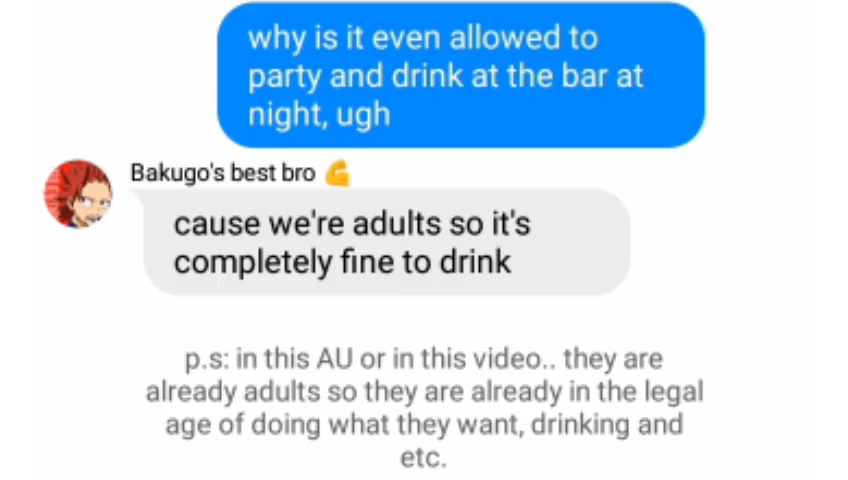 why is it even allowed to
party and drink at the bar at
night, ugh
Bakugo's best bro 💪
cause we're adults so it's
completely fine to drink
p.s: in this AU or in this video.. they are
already adults so they are already in the legal
age of doing what they want, drinking and
etc.